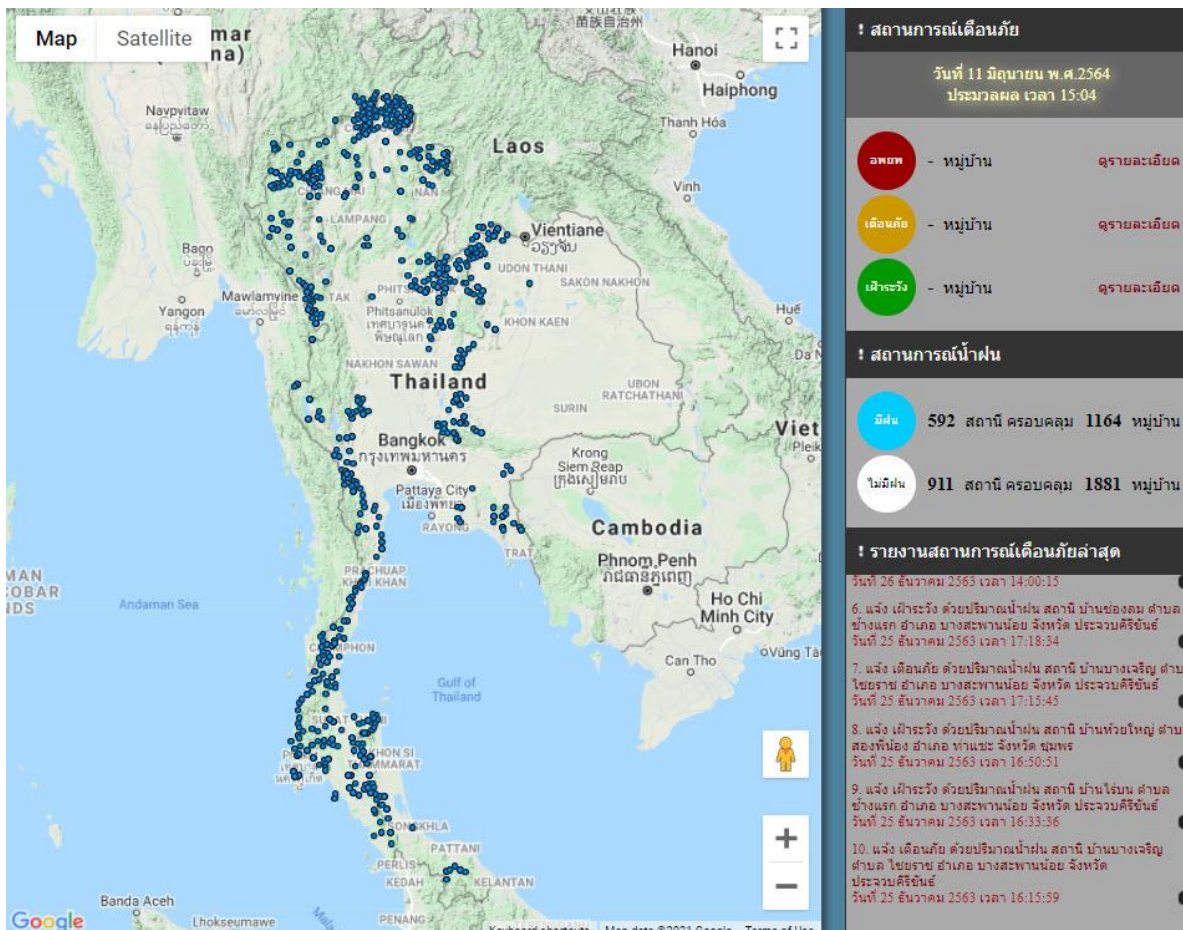 Map
Satellite
Hanoi
Haiphong
Naypyitaw
နေပြည်တော်
Laos
Thanh Hóa
Vinh
NAN
LAMPANG
Vientiane
ວຽງຈັນ
Bago
ပဲခူးမြို့
UDON THANI
SAKON NAKHON
Yangon
ရန်ကုန်
Mawlamyine
မော်လမြိုင်
TAK
Phitsanulok
KHON KAEN
Huế
NAKHON SAWAN
Thailand
UBON
RATCHATHANI
SURIN
Bangkok
กรุงเทพมหานคร
Krong
Siem Reap
ក្រុងសៀមរាប
Pattaya City
เมืองพัทยา
RAYONG
TRAT
Cambodia
Phnom Penh
រាជធានីភ្នំពេញ
PRACHUAP
KHIRI KHAN
Andaman Sea
Ho Chi
Minh City
Can Tho
Gulf of
Thailand
SONGKHLA
PATTANI
PERLIS
KEDAH
KELANTAN
PENANG
Banda Aceh
Lhokseumawe
Google
! สถานการณ์เตือนภัย
วันที่ 11 มิถุนายน พ.ศ.2564
ประมวลผล เวลา 15:04
อพยพ - หมู่บ้าน ดูรายละเอียด
เตือนภัย - หมู่บ้าน ดูรายละเอียด
เฝ้าระวัง - หมู่บ้าน ดูรายละเอียด
! สถานการณ์น้ำฝน
มีฝน 592 สถานี ครอบคลุม 1164 หมู่บ้าน
ไม่มีฝน 911 สถานี ครอบคลุม 1881 หมู่บ้าน
! รายงานสถานการณ์เตือนภัยล่าสุด
วันที่ 26 ธันวาคม 2563 เวลา 14:00:15
6. แจ้ง เฝ้าระวัง ด้วยปริมาณน้ำฝน สถานี บ้านช่องลม ตำบล
ช้างแรก อำเภอ บางสะพานน้อย จังหวัด ประจวบคีรีขันธ์
วันที่ 25 ธันวาคม 2563 เวลา 17:18:34
7. แจ้ง เตือนภัย ด้วยปริมาณน้ำฝน สถานี บ้านบางเจริญ ตำบ
ไชยราช อำเภอ บางสะพานน้อย จังหวัด ประจวบคีรีขันธ์
วันที่ 25 ธันวาคม 2563 เวลา 17:15:45
8. แจ้ง เฝ้าระวัง ด้วยปริมาณน้ำฝน สถานี บ้านห้วยใหญ่ ตำบ
สองพี่น้อง อำเภอ ท่าแซะ จังหวัด ชุมพร
วันที่ 25 ธันวาคม 2563 เวลา 16:50:51
9. แจ้ง เฝ้าระวัง ด้วยปริมาณน้ำฝน สถานี บ้านไร่บน ตำบล
ช้างแรก อำเภอ บางสะพานน้อย จังหวัด ประจวบคีรีขันธ์
วันที่ 25 ธันวาคม 2563 เวลา 16:33:36
10. แจ้ง เตือนภัย ด้วยปริมาณน้ำฝน สถานี บ้านบางเจริญ
ตำบล ไชยราช อำเภอ บางสะพานน้อย จังหวัด
ประจวบคีรีขันธ์
วันที่ 25 ธันวาคม 2563 เวลา 16:15:59